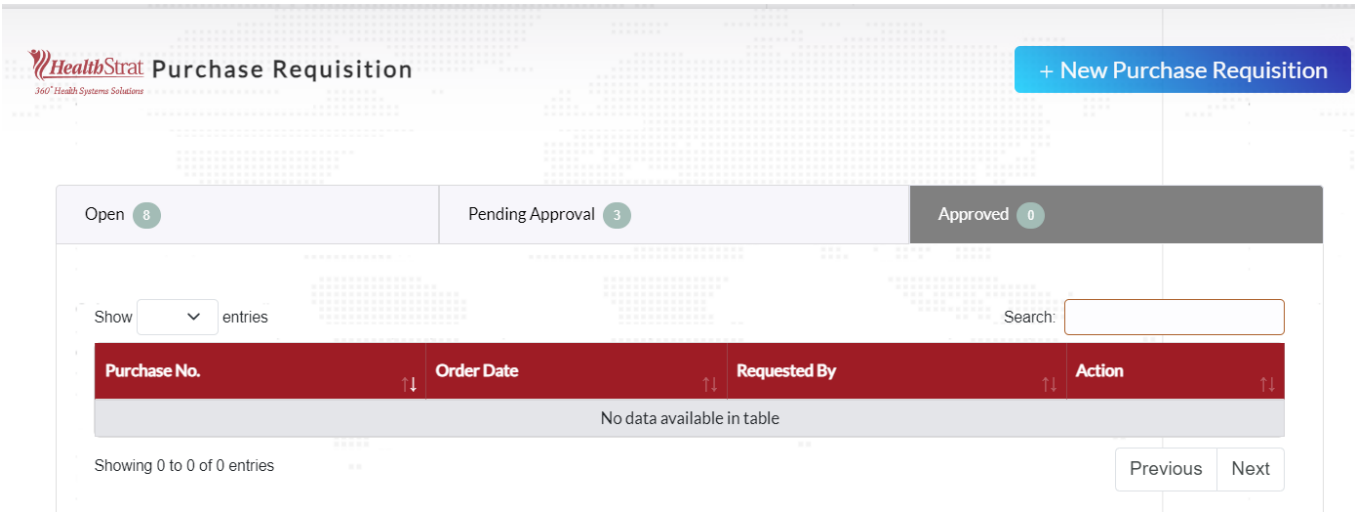 HealthStrat Purchase Requisition
360° Health Systems Solutions
+ New Purchase Requisition
Open 8
Pending Approval 3
Approved 0
Show entries
Search:
Purchase No. Order Date Requested By Action
No data available in table
Showing 0 to 0 of 0 entries
Previous Next